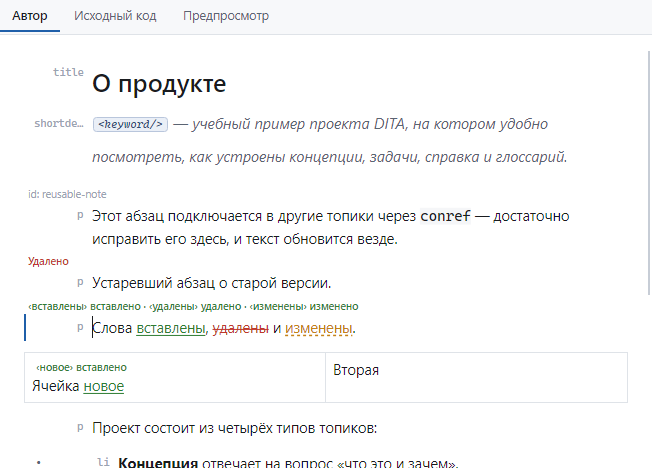 Автор Исходный код Предпросмотр
title О продукте
shortde… <keyword/> — учебный пример проекта DITA, на котором удобно
посмотреть, как устроены концепции, задачи, справка и глоссарий.
id: reusable-note
p Этот абзац подключается в другие топики через conref — достаточно
исправить его здесь, и текст обновится везде.
Удалено
p Устаревший абзац о старой версии.
‹вставлены› вставлено · ‹удалены› удалено · ‹изменены› изменено
p Слова вставлены, удалены и изменены.
‹новое› вставлено
Ячейка новое
Вторая
p Проект состоит из четырёх типов топиков:
• li Концепция отвечает на вопрос «что это и зачем».